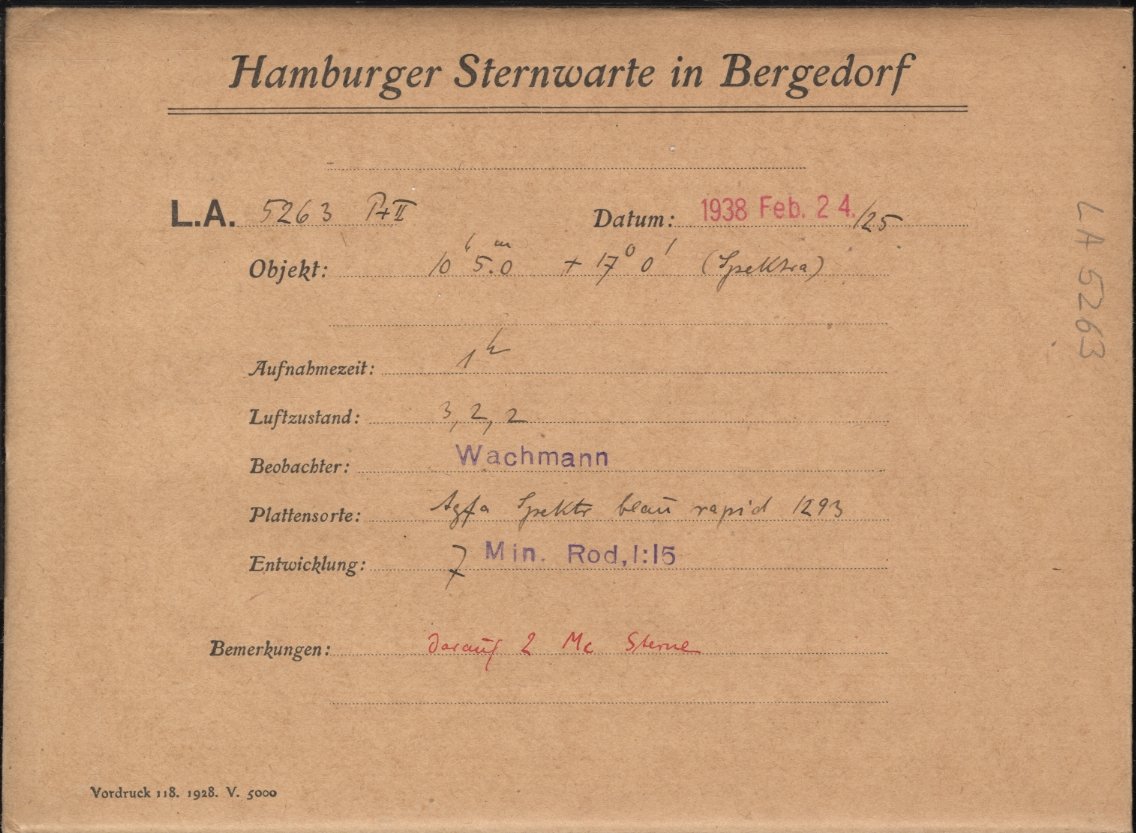 Hamburger Sternwarte in Bergedorf
L.A. 5263 P+II Datum: 1938 Feb. 24./25
Objekt: 10ʰ 5.0ᵐ + 17° 0' (Spektra)
Aufnahmezeit: 1ʰ
Luftzustand: 3, 2, 2
Beobachter: Wachmann
Plattensorte: Agfa Spektr blau rapid 1293
Entwicklung: 7 Min. Rod, 1:15
Bemerkungen: darauf 2 Mc Sterne
Vordruck 118. 1928. V. 5000
LA 5263